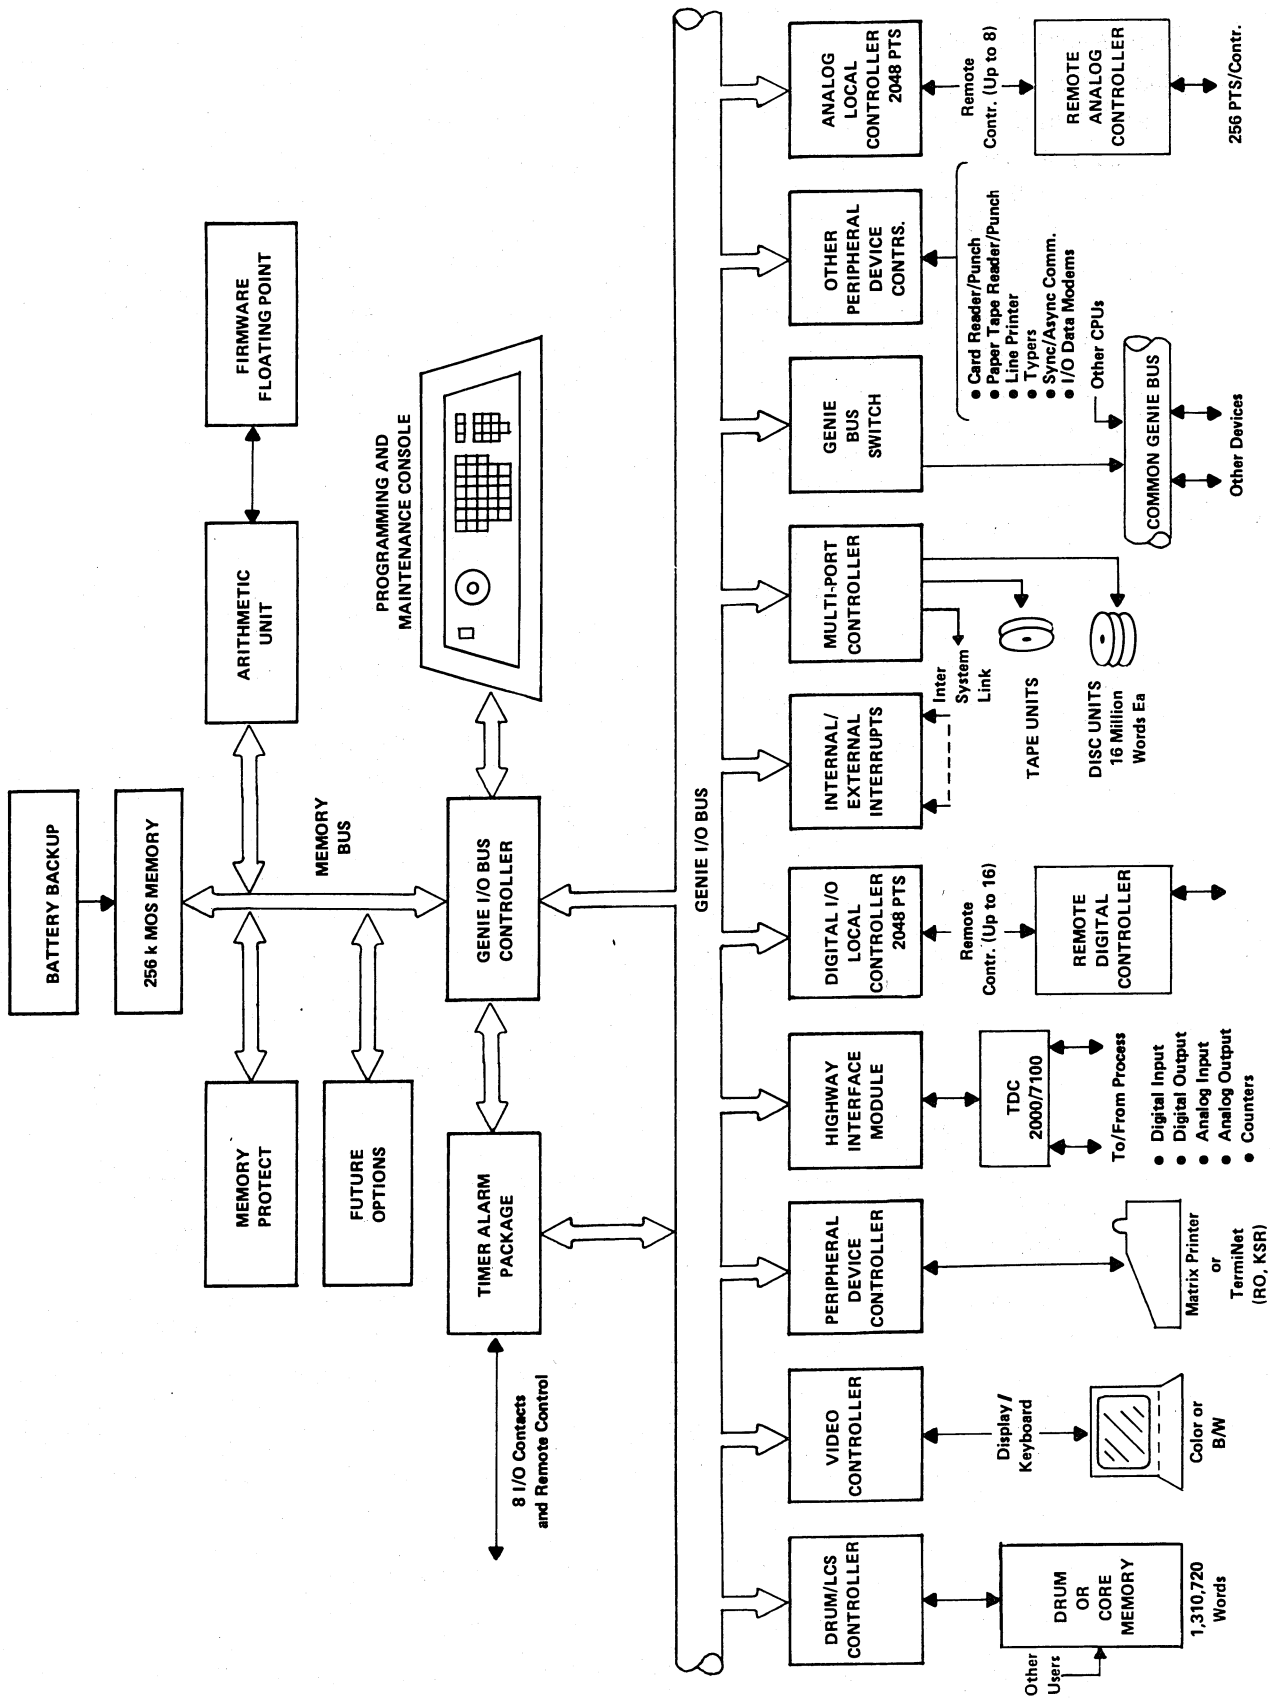 BATTERY BACKUP
256 k MOS MEMORY
MEMORY
PROTECT
FUTURE
OPTIONS
MEMORY
BUS
ARITHMETIC
UNIT
FIRMWARE
FLOATING POINT
8 I/O Contacts
and Remote Control
TIMER ALARM
PACKAGE
GENIE I/O BUS
CONTROLLER
PROGRAMMING AND
MAINTENANCE CONSOLE
GENIE I/O BUS
DRUM/LCS
CONTROLLER
Other
Users
DRUM
OR
CORE
MEMORY
1,310,720
Words
VIDEO
CONTROLLER
Display/
Keyboard
Color or
B/W
PERIPHERAL
DEVICE
CONTROLLER
Matrix Printer
or
TermiNet
(RO, KSR)
HIGHWAY
INTERFACE
MODULE
TDC
2000/7100
To/From Process
● Digital Input
● Digital Output
● Analog Input
● Analog Output
● Counters
DIGITAL I/O
LOCAL
CONTROLLER
2048 PTS
Remote
Contr. (Up to 16)
REMOTE
DIGITAL
CONTROLLER
INTERNAL/
EXTERNAL
INTERRUPTS
MULTI-PORT
CONTROLLER
Inter
System
Link
TAPE UNITS
DISC UNITS
16 Million
Words Ea
GENIE
BUS
SWITCH
Other CPUs
COMMON GENIE BUS
Other Devices
OTHER
PERIPHERAL
DEVICE
CONTRS.
● Card Reader/Punch
● Paper Tape Reader/Punch
● Line Printer
● Typers
● Sync/Async Comm.
● I/O Data Modems
ANALOG
LOCAL
CONTROLLER
2048 PTS
Remote
Contr. (Up to 8)
REMOTE
ANALOG
CONTROLLER
256 PTS/Contr.